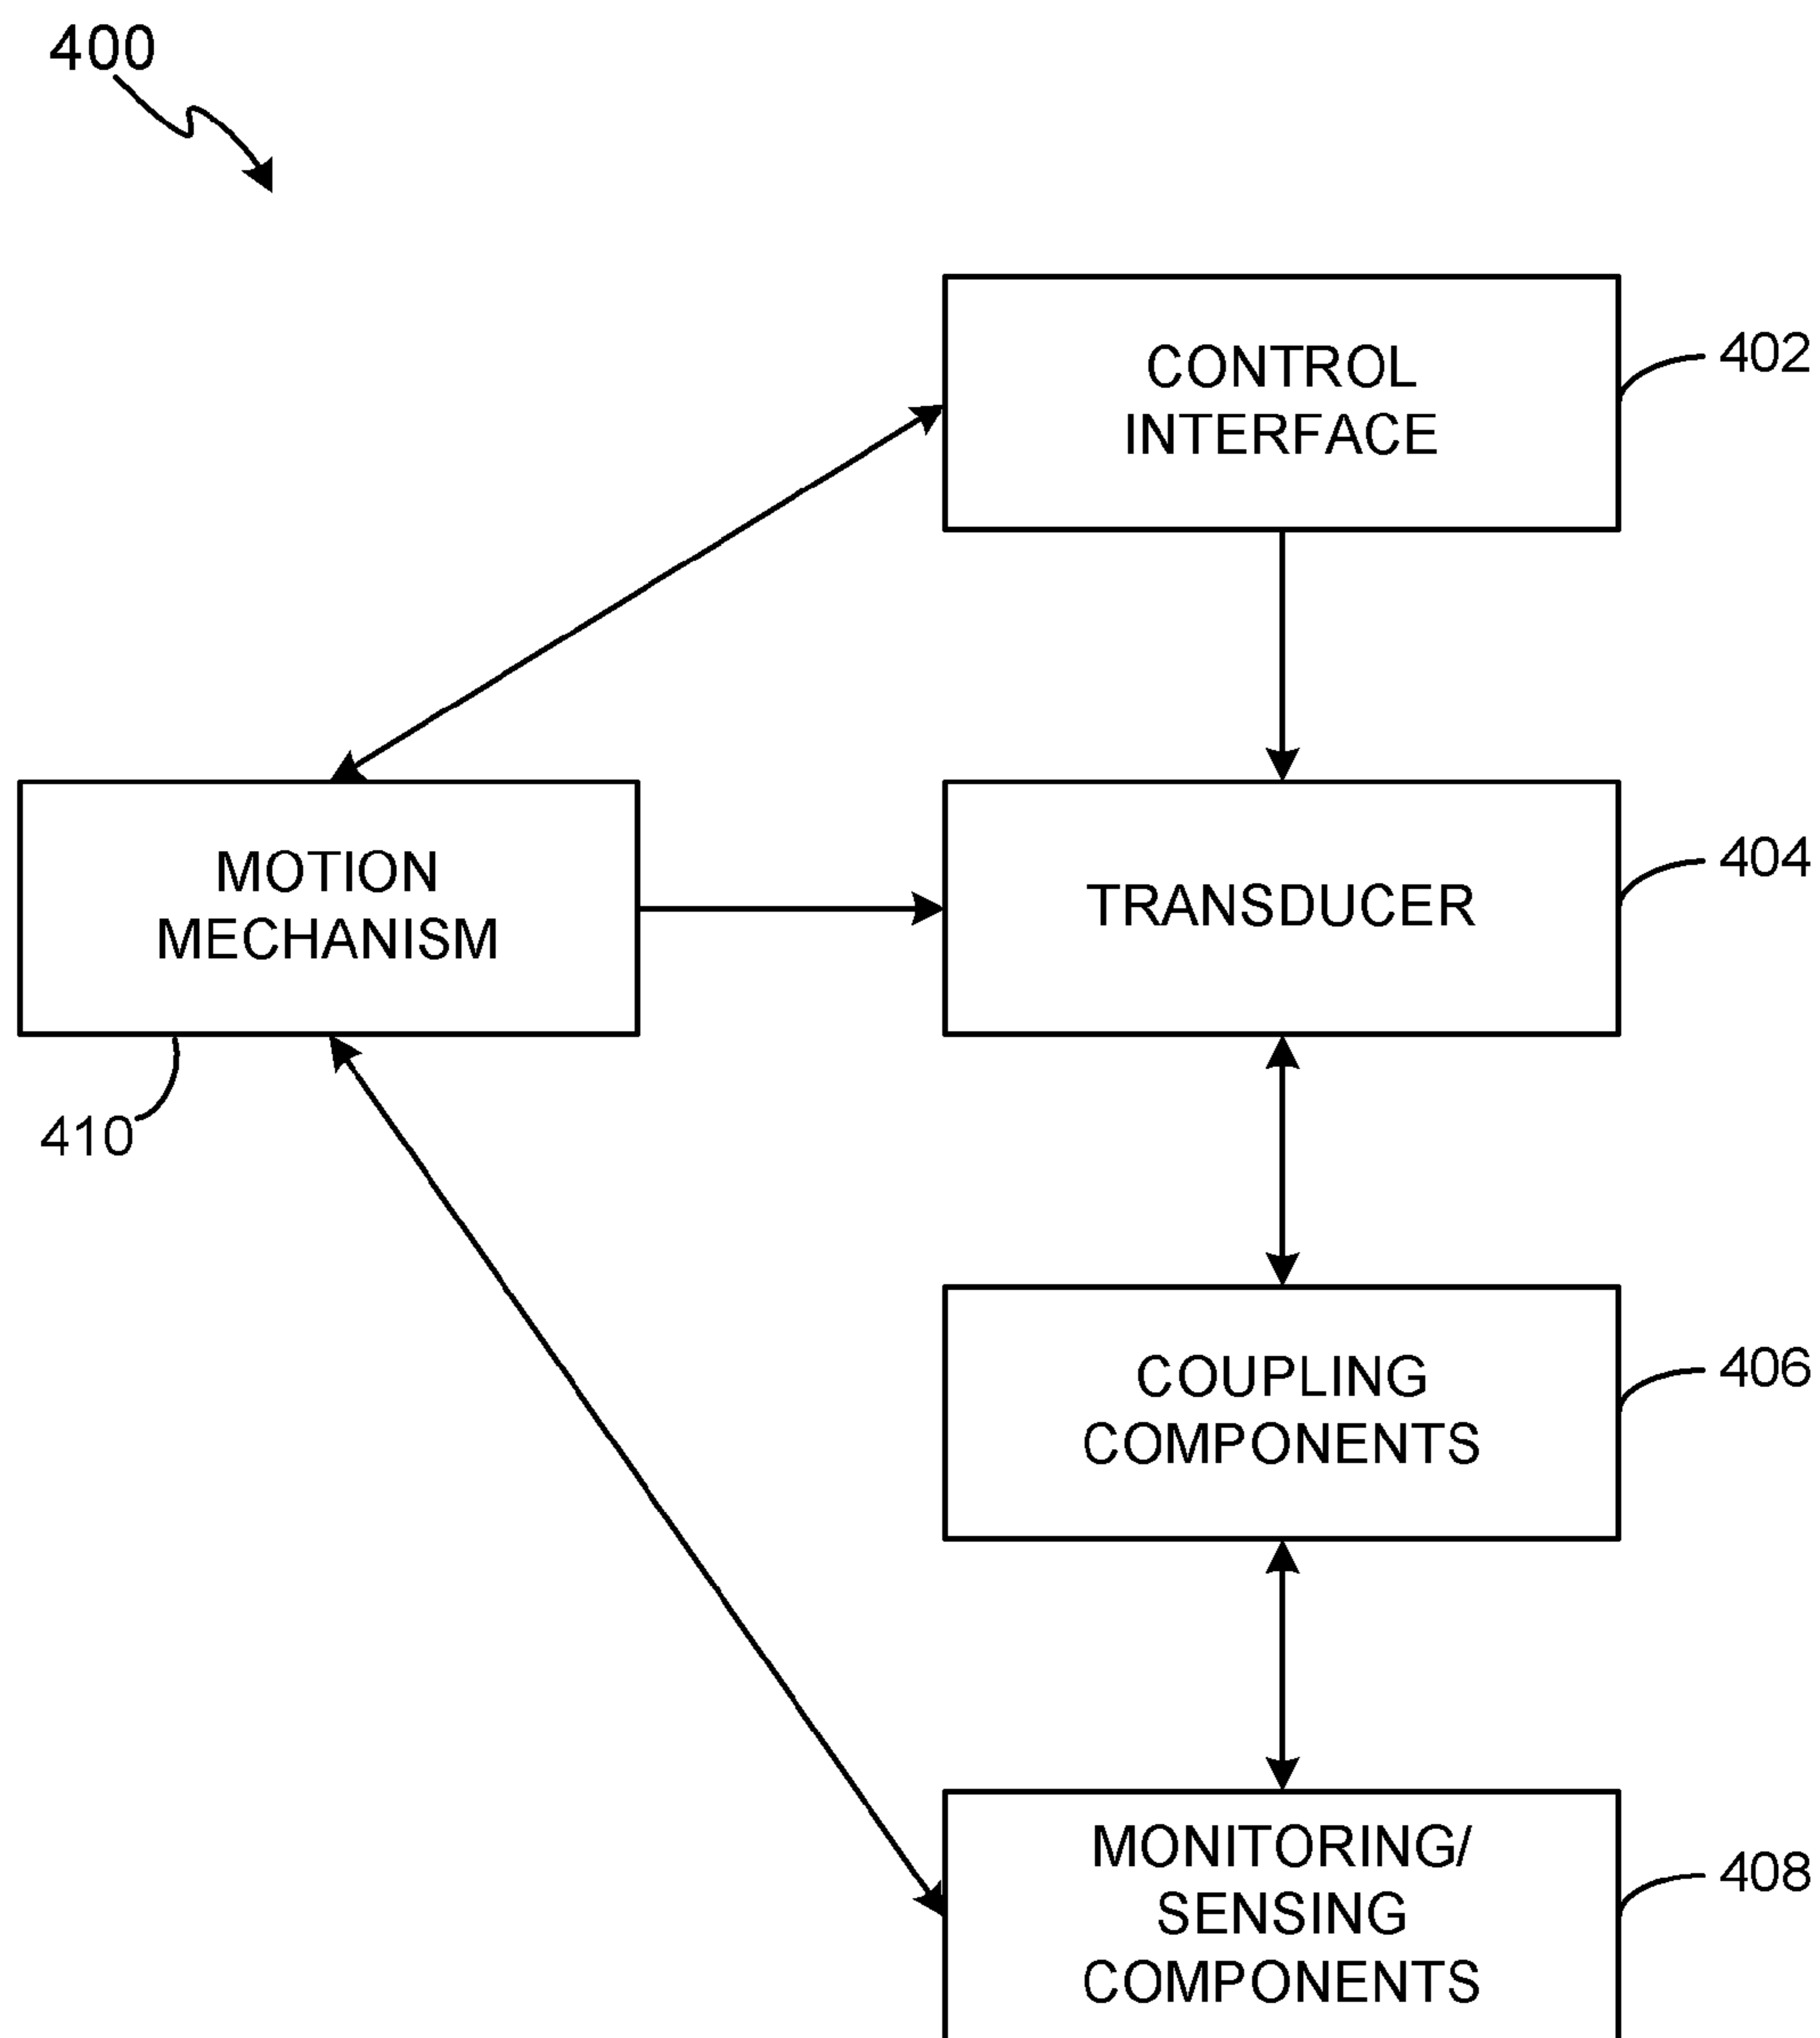 400
CONTROL
INTERFACE
402
MOTION
MECHANISM
410
TRANSDUCER
404
COUPLING
COMPONENTS
406
MONITORING/
SENSING
COMPONENTS
408